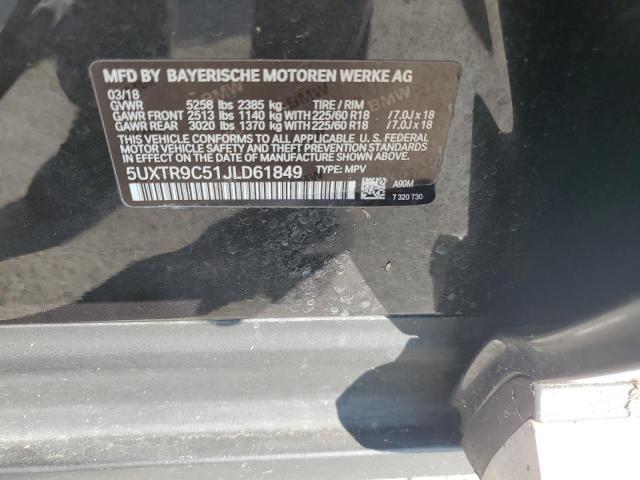 MFD BY BAYERISCHE MOTOREN WERKE AG
03/18
GVWR 5258 lbs 2385 kg. TIRE / RIM
GAWR FRONT 2513 lbs 1140 kg WITH 225/60 R18 / 7.0J x 18
GAWR REAR 3020 lbs 1370 kg WITH 225/60 R18 / 7.0J x 18
THIS VEHICLE CONFORMS TO ALL APPLICABLE U. S. FEDERAL
MOTOR VEHICLE SAFETY, BUMPER, AND THEFT PREVENTION
STANDARDS IN EFFECT ON THE DATE OF MANUFACTURE SHOWN ABOVE.
5UXTR9C51JLD61849 TYPE: MPV
A90M
7 320 730